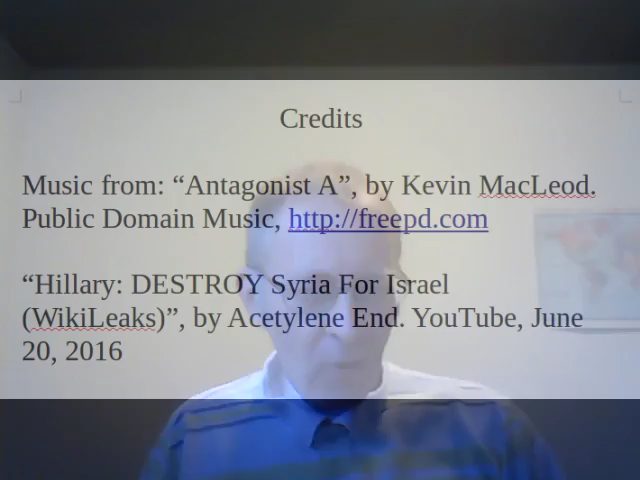 Credits
Music from: “Antagonist A”, by Kevin MacLeod.
Public Domain Music, http://freepd.com
“Hillary: DESTROY Syria For Israel
(WikiLeaks)”, by Acetylene End. YouTube, June
20, 2016